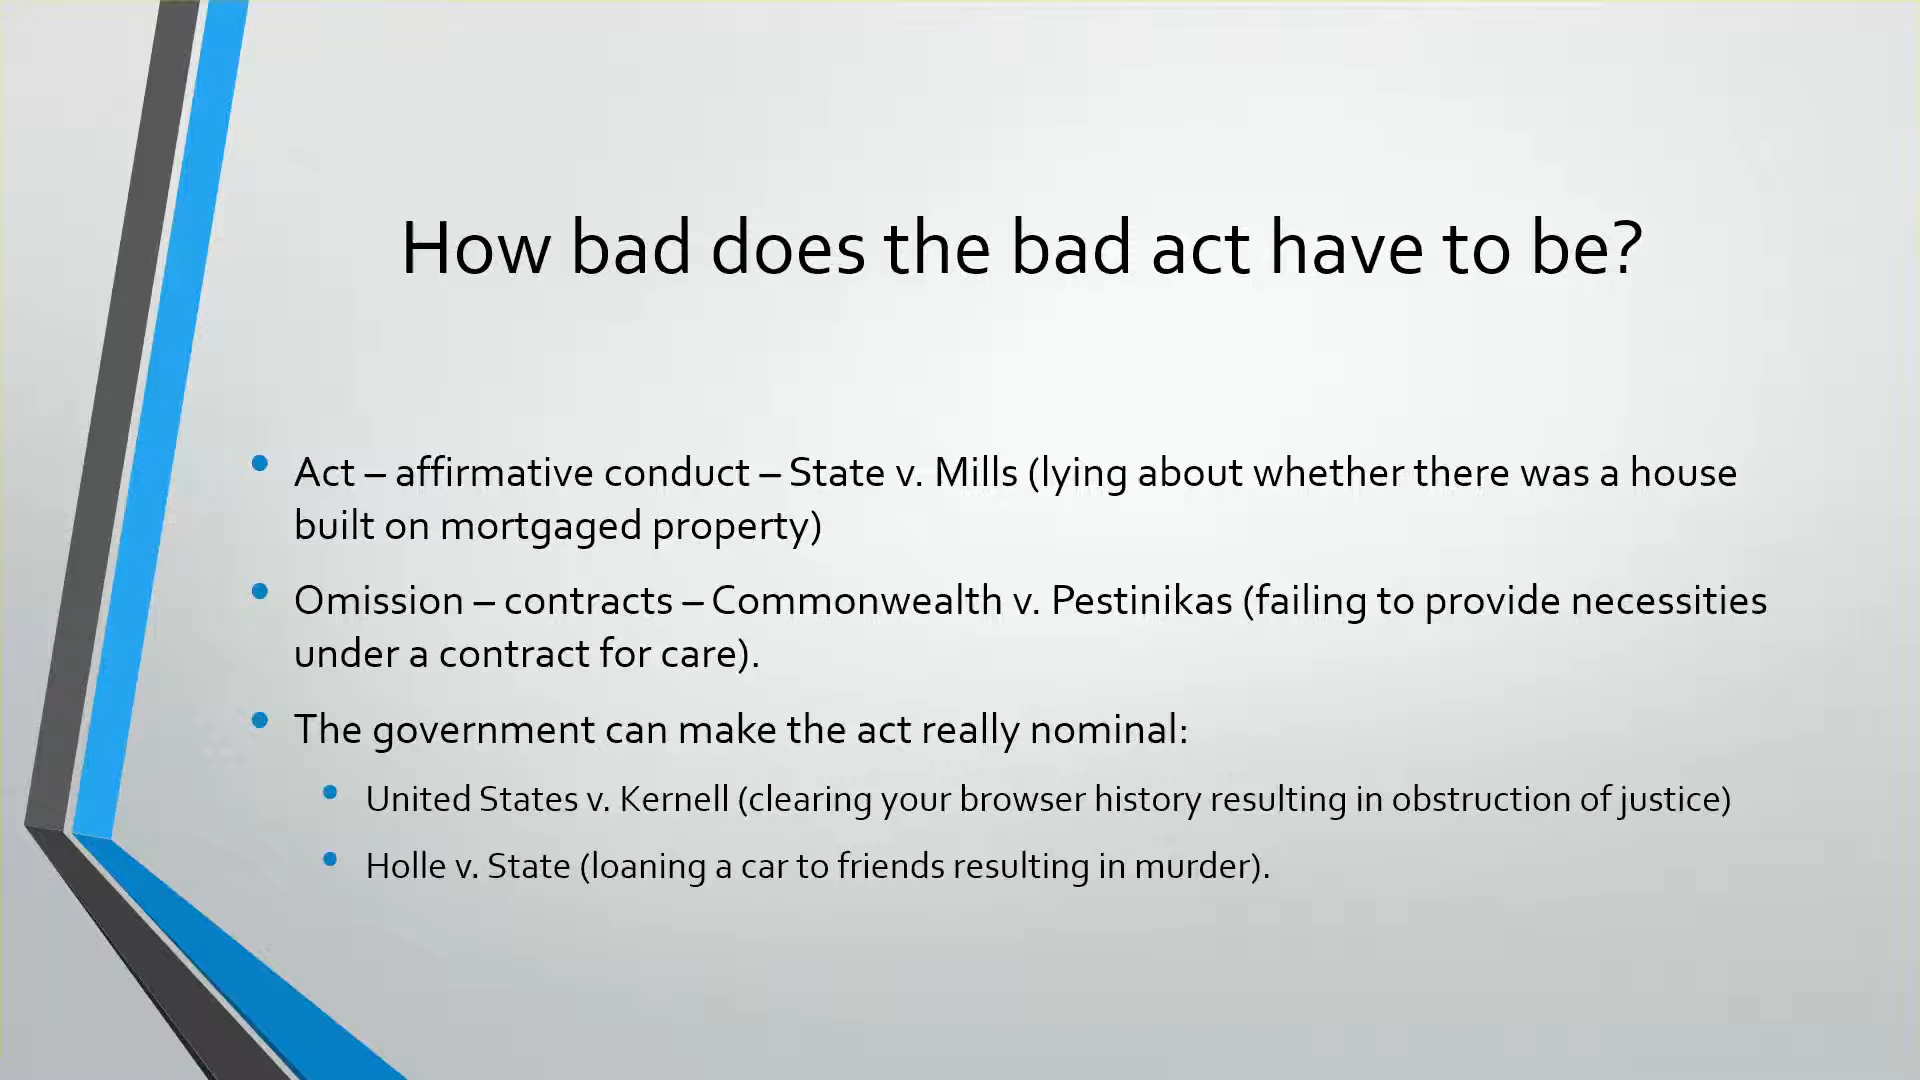 How bad does the bad act have to be?
• Act – affirmative conduct – State v. Mills (lying about whether there was a house
built on mortgaged property)
• Omission – contracts – Commonwealth v. Pestinikas (failing to provide necessities
under a contract for care).
• The government can make the act really nominal:
• United States v. Kernell (clearing your browser history resulting in obstruction of justice)
• Holle v. State (loaning a car to friends resulting in murder).